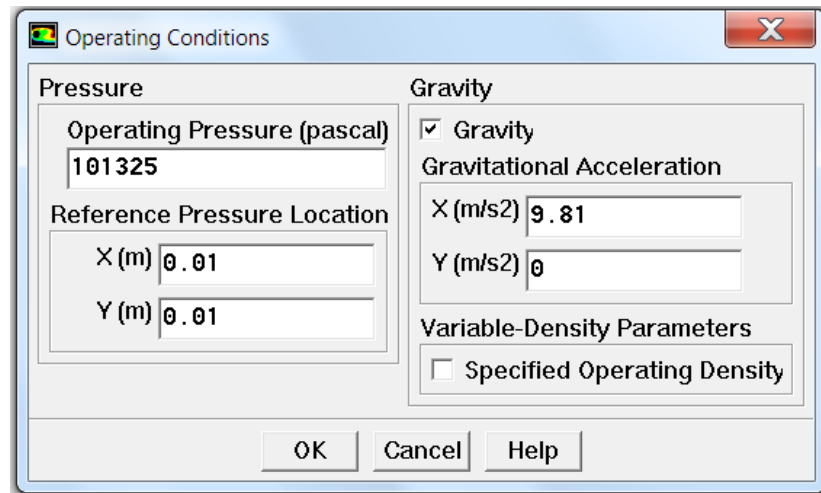 Operating Conditions
Pressure
Operating Pressure (pascal)
101325
Reference Pressure Location
X (m) 0.01
Y (m) 0.01
Gravity
Gravity
Gravitational Acceleration
X (m/s2) 9.81
Y (m/s2) 0
Variable-Density Parameters
Specified Operating Density
OK Cancel Help